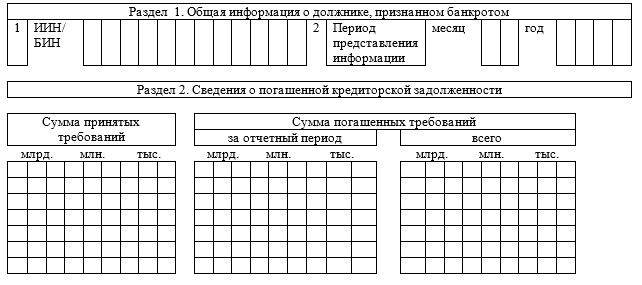 Раздел 1. Общая информация о должнике, признанном банкротом
1 ИИН/ 2 Период месяц год
БИН представления
информации
Раздел 2. Сведения о погашенной кредиторской задолженности
Сумма принятых Сумма погашенных требований
требований за отчетный период всего
млрд. млн. тыс. млрд. млн. тыс. млрд. млн. тыс.